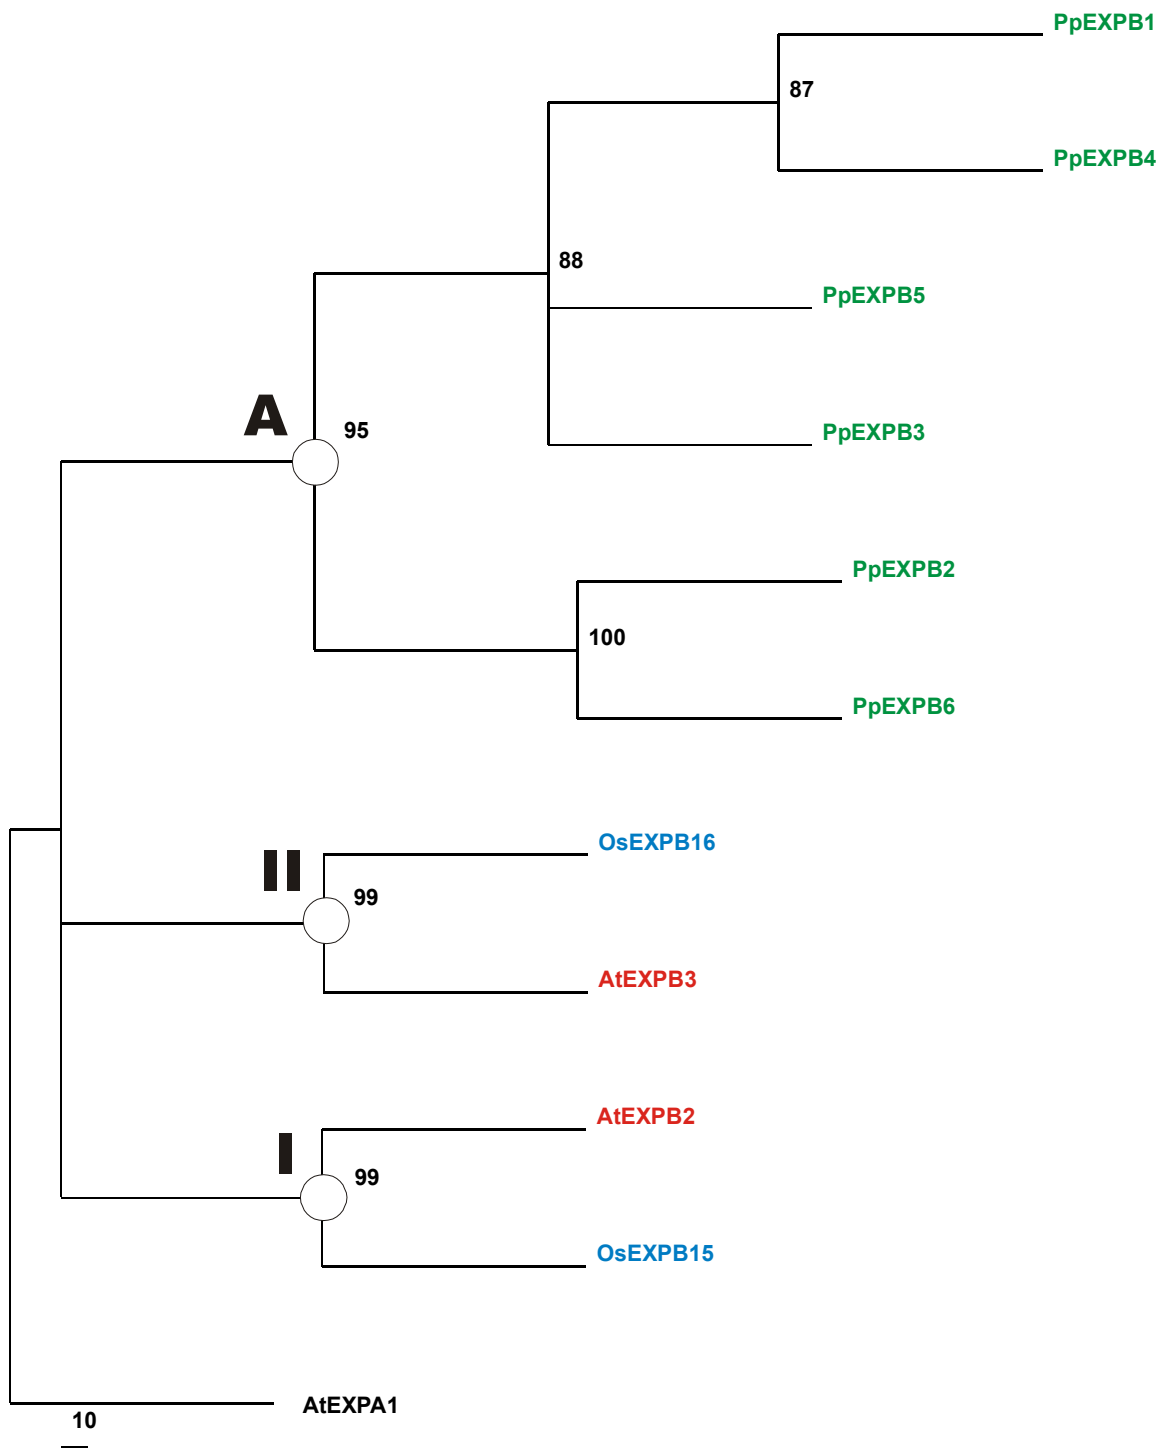 PpEXPB1
87
PpEXPB4
88
PpEXPB5
A
95
PpEXPB3
PpEXPB2
100
PpEXPB6
OsEXPB16
II
99
AtEXPB3
AtEXPB2
I
99
OsEXPB15
AtEXPA1
10